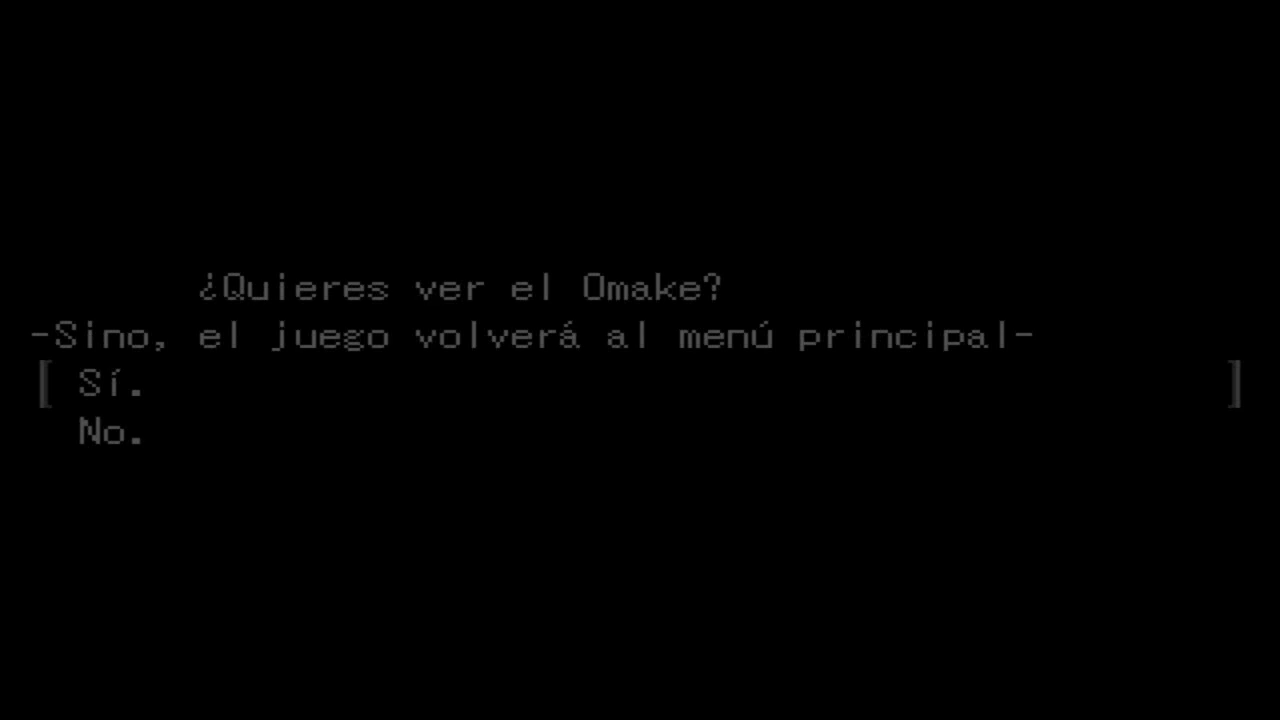 ¿Quieres ver el Omake?
-Sino, el juego volverá al menú principal-
[ Sí. ]
No.